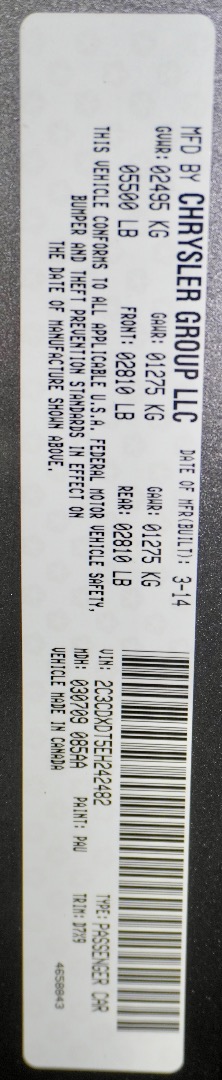 MFD BY CHRYSLER GROUP LLC DATE OF MFR(BUILT): 3-14
GVWR: 02495 KG GAWR: 01275 KG GAWR: 01275 KG
05500 LB FRONT: 02810 LB REAR: 02810 LB
THIS VEHICLE CONFORMS TO ALL APPLICABLE U.S.A. FEDERAL MOTOR VEHICLE SAFETY,
BUMPER AND THEFT PREVENTION STANDARDS IN EFFECT ON
THE DATE OF MANUFACTURE SHOWN ABOVE.
VIN: 2C3CDXDT5EH242482 TYPE: PASSENGER CAR
MDH: 030709 085AA PAINT: PAU TRIM: D7X9
VEHICLE MADE IN CANADA 4658843